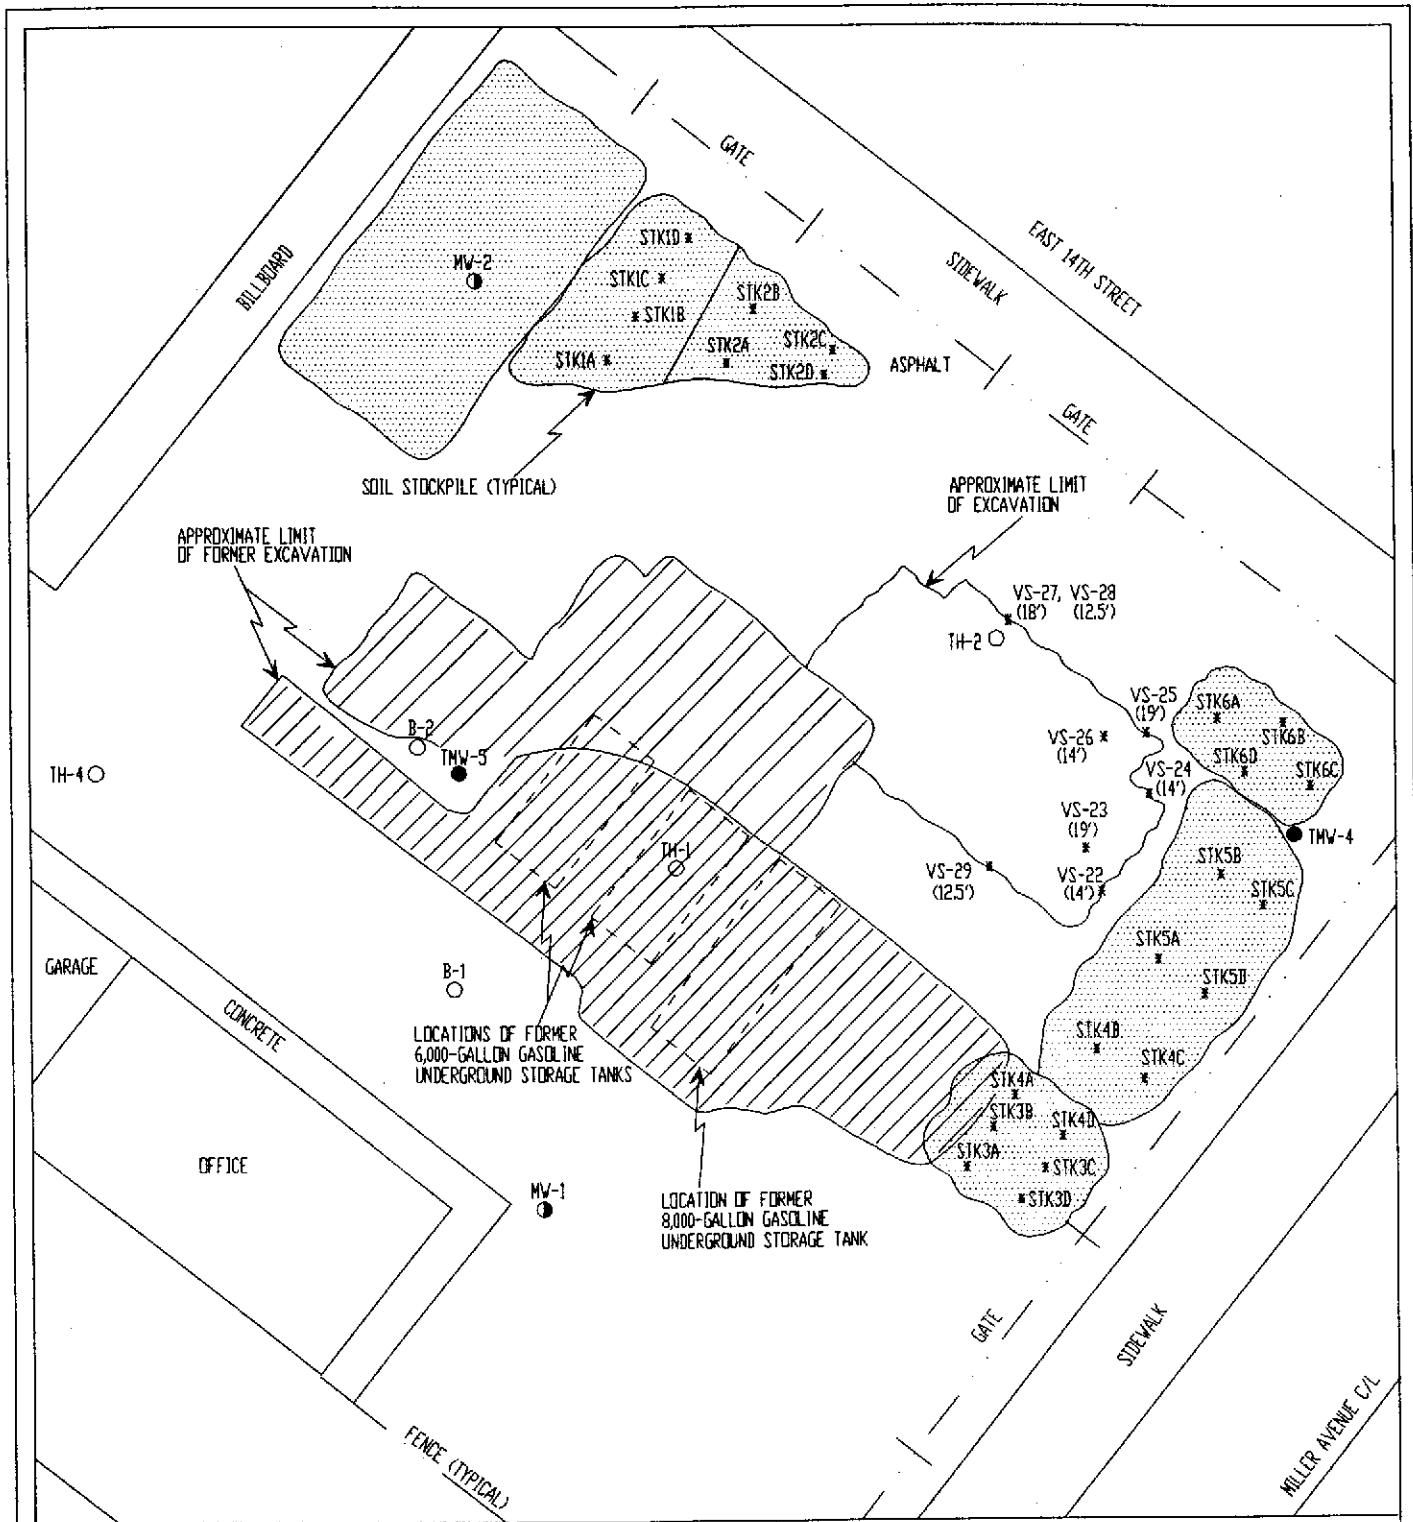 GATE
EAST 14TH STREET
SIDEWALK
BILLBOARD
MW-2
STK1D
STK1C
STK1B
STK1A
STK2B
STK2A
STK2C
STK2D
ASPHALT
GATE
SOIL STOCKPILE (TYPICAL)
APPROXIMATE LIMIT
OF EXCAVATION
APPROXIMATE LIMIT
OF FORMER EXCAVATION
VS-27, VS-28
(18') (12.5')
TH-2
VS-25
(19')
STK6A
STK6B
STK6D
STK6C
VS-26
(14')
VS-24
(14')
B-2
TMW-5
TH-4
VS-23
(19')
TMW-4
TH-1
VS-29
(12.5')
VS-22
(14')
STK5B
STK5C
STK5A
STK5D
GARAGE
B-1
CONCRETE
LOCATIONS OF FORMER
6,000-GALLON GASOLINE
UNDERGROUND STORAGE TANKS
STK4B
STK4C
STK4A
STK3B
STK4D
STK3A
STK3C
STK3D
OFFICE
MW-1
LOCATION OF FORMER
8,000-GALLON GASOLINE
UNDERGROUND STORAGE TANK
GATE
SIDEWALK
MILLER AVENUE C/L
FENCE (TYPICAL)